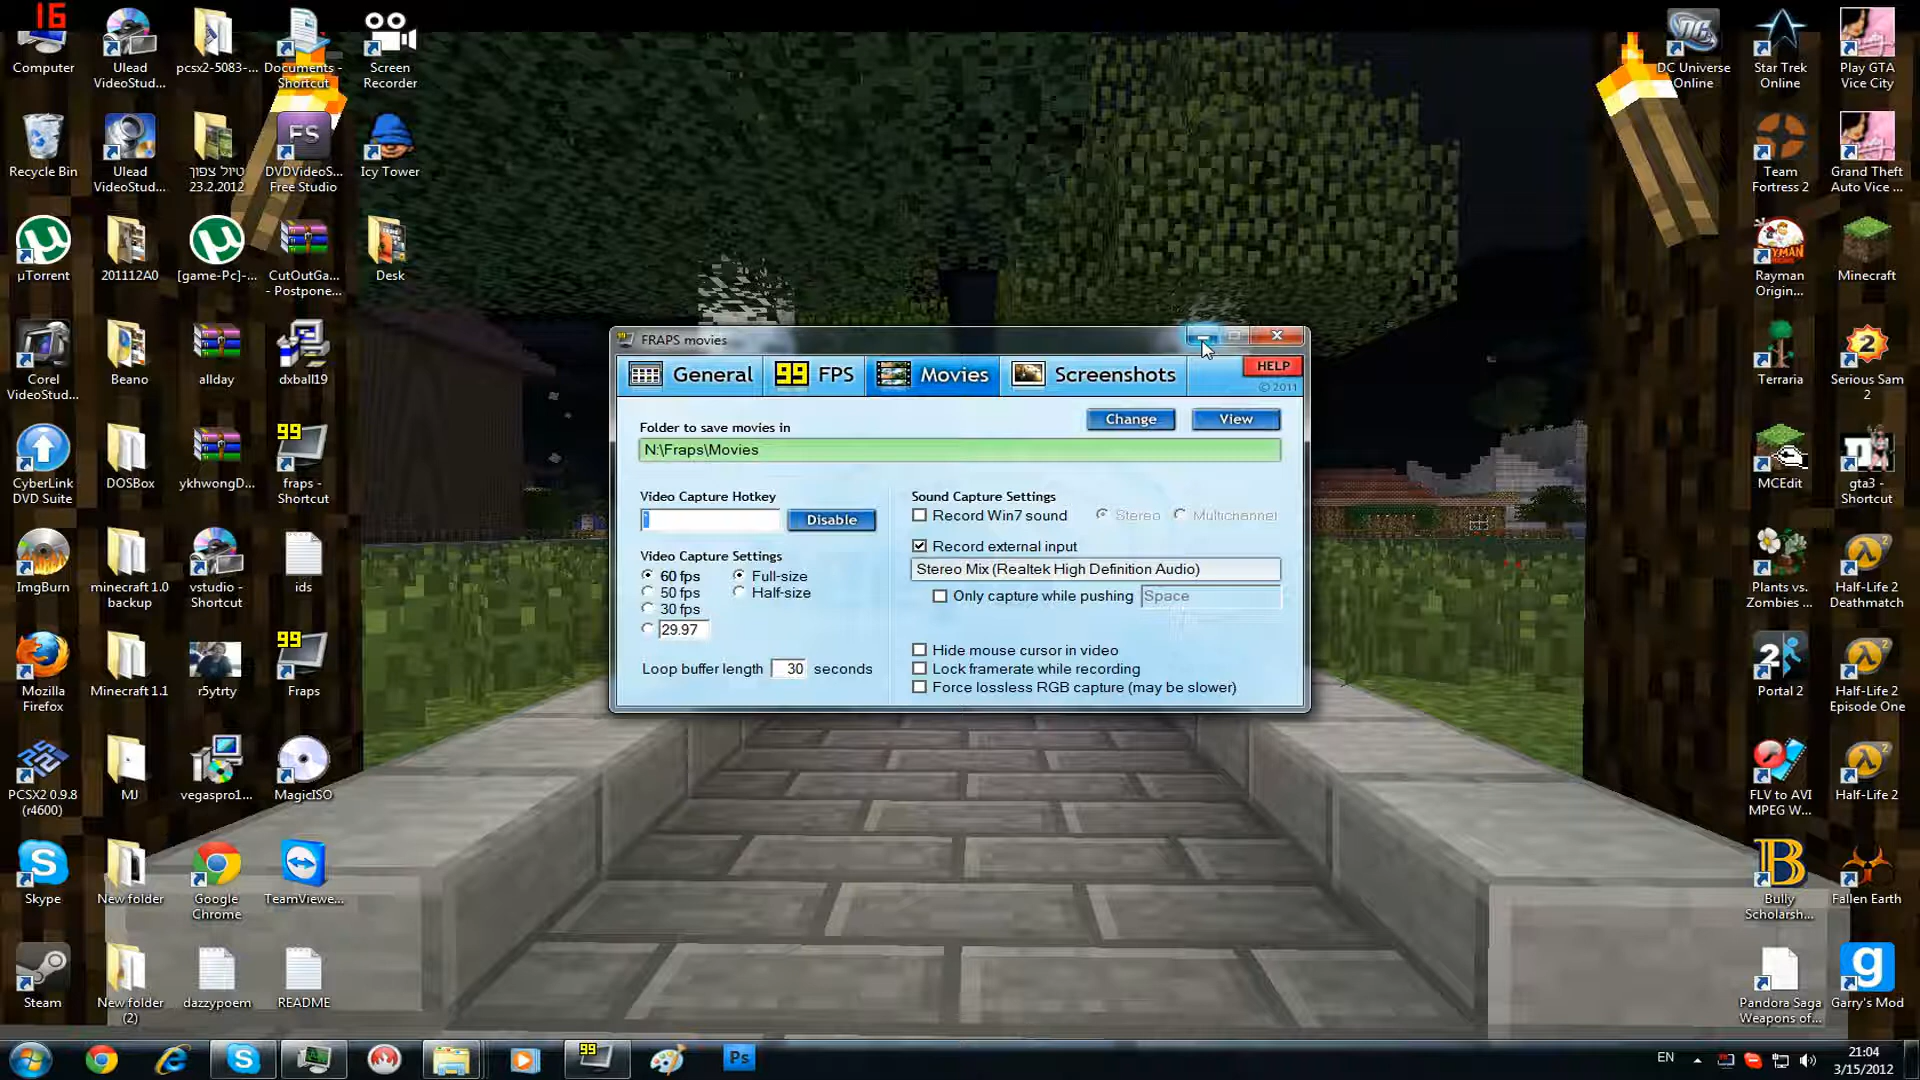 16
Computer
Ulead
VideoStud...
pcsx2-5083-...
Documents -
Shortcut
Screen
Recorder
DC Universe
Online
Star Trek
Online
Play GTA
Vice City
Recycle Bin
Ulead
VideoStud...
טיול צפון
23.2.2012
FS
DVDVideoS...
Free Studio
Icy Tower
Team
Fortress 2
Grand Theft
Auto Vice ...
µTorrent
201112A0
[game-Pc]-...
CutOutGa...
- Postpone...
Desk
Rayman
Origin...
Minecraft
Corel
VideoStud...
Beano
allday
dxball19
Terraria
Serious Sam
2
CyberLink
DVD Suite
DOSBox
ykhwongD...
99
fraps -
Shortcut
MCEdit
gta3 -
Shortcut
ImgBurn
minecraft 1.0
backup
vstudio -
Shortcut
ids
Plants vs.
Zombies ...
Half-Life 2
Deathmatch
Mozilla
Firefox
Minecraft 1.1
r5ytrty
99
Fraps
Portal 2
Half-Life 2
Episode One
PCSX2 0.9.8
(r4600)
MJ
vegaspro1...
MagicISO
FLV to AVI
MPEG W...
Half-Life 2
Skype
New folder
Google
Chrome
TeamViewe...
Bully
Scholarsh...
Fallen Earth
Steam
New folder
(2)
dazzypoem
README
Pandora Saga
Weapons of...
Garry's Mod
FRAPS movies
General
99 FPS
Movies
Screenshots
HELP
© 2011
Folder to save movies in
Change
View
N:\Fraps\Movies
Video Capture Hotkey
Disable
Video Capture Settings
60 fps
Full-size
50 fps
Half-size
30 fps
29.97
Loop buffer length 30 seconds
Sound Capture Settings
Record Win7 sound
Stereo
Multichannel
Record external input
Stereo Mix (Realtek High Definition Audio)
Only capture while pushing
Space
Hide mouse cursor in video
Lock framerate while recording
Force lossless RGB capture (may be slower)
99
Ps
EN
21:04
3/15/2012